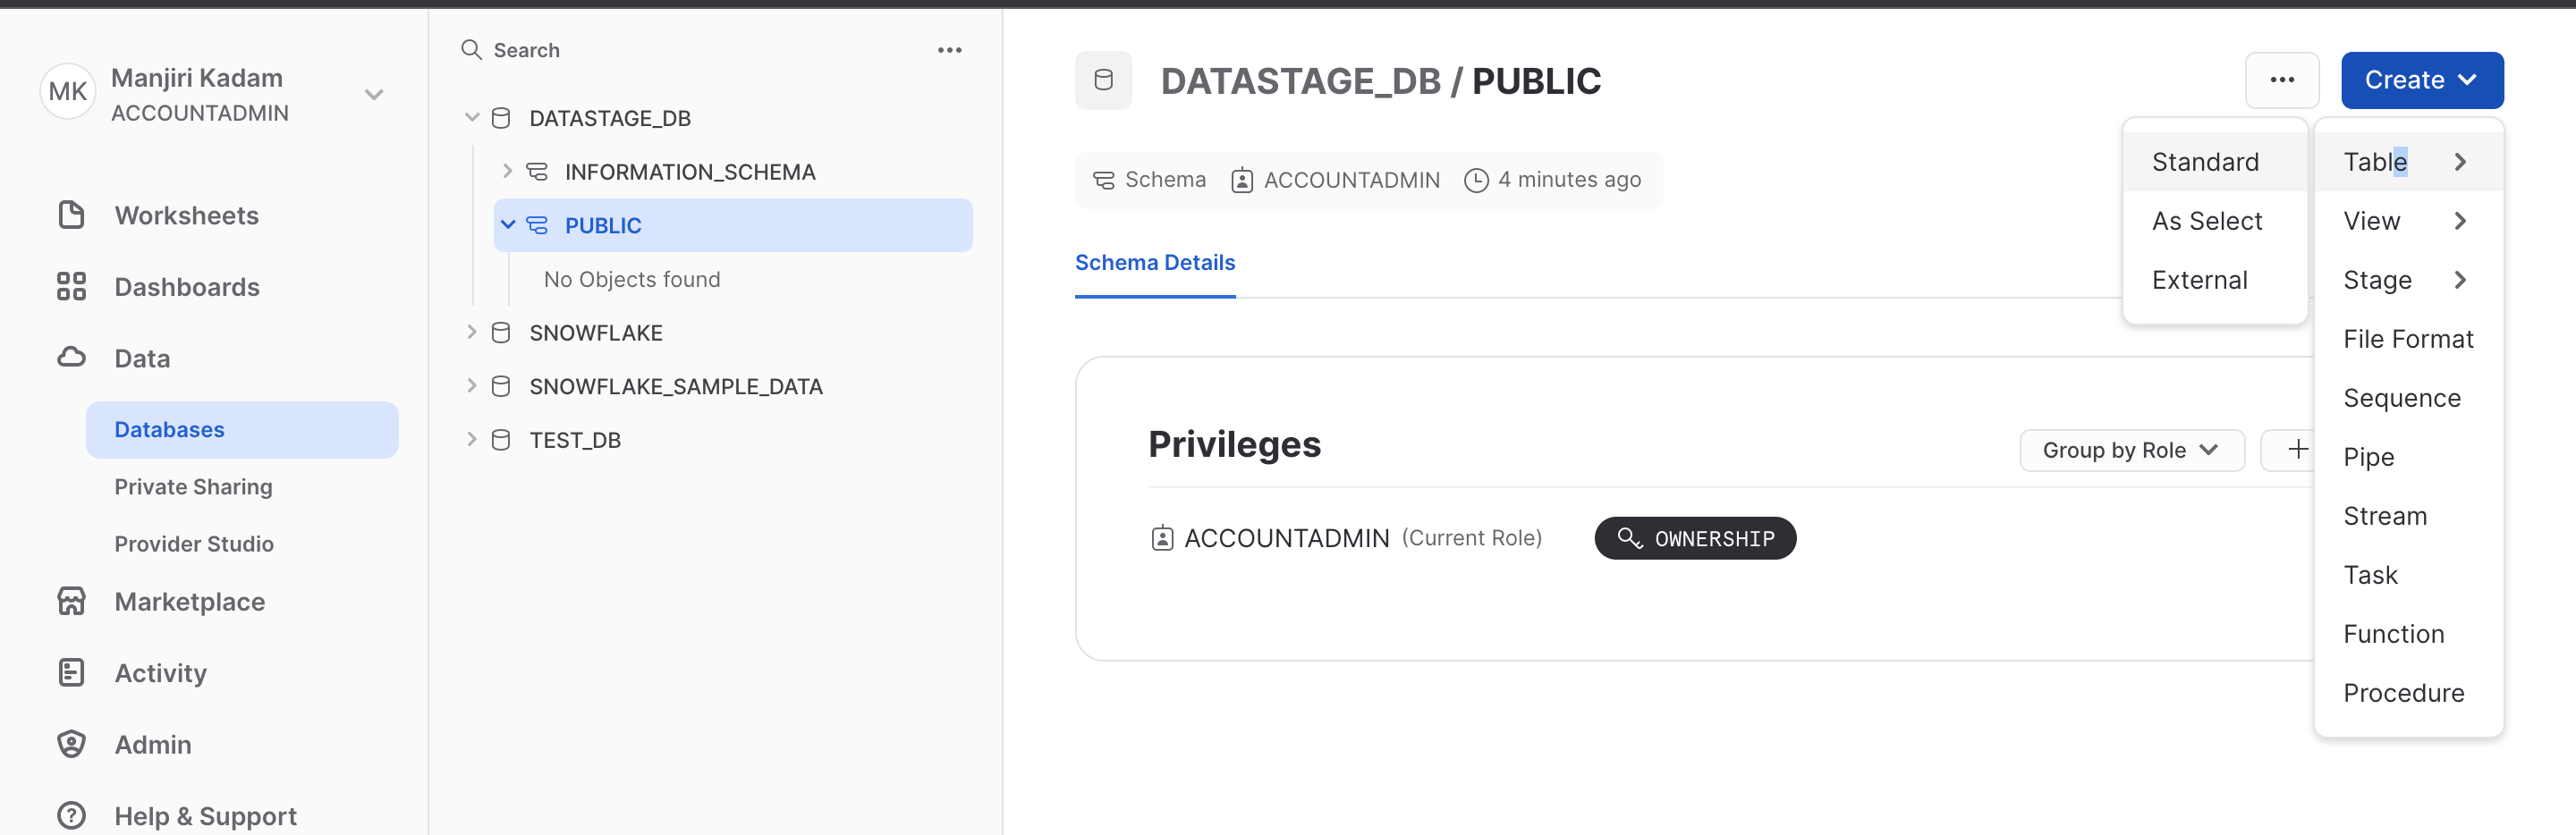 MK
Manjiri Kadam
ACCOUNTADMIN
Worksheets
Dashboards
Data
Databases
Private Sharing
Provider Studio
Marketplace
Activity
Admin
Help & Support
Search
DATASTAGE_DB
INFORMATION_SCHEMA
PUBLIC
No Objects found
SNOWFLAKE
SNOWFLAKE_SAMPLE_DATA
TEST_DB
DATASTAGE_DB / PUBLIC
Create
Schema ACCOUNTADMIN 4 minutes ago
Schema Details
Standard
As Select
External
Table
View
Stage
File Format
Sequence
Pipe
Stream
Task
Function
Procedure
Privileges
Group by Role
ACCOUNTADMIN (Current Role) OWNERSHIP